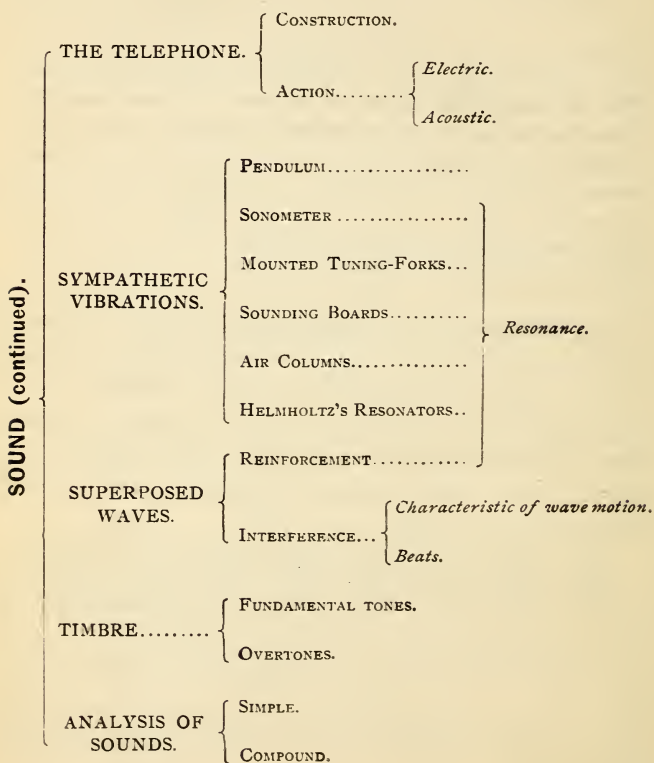 SOUND (continued).
THE TELEPHONE.
CONSTRUCTION.
ACTION.........
Electric.
Acoustic.
SYMPATHETIC
VIBRATIONS.
PENDULUM..................
SONOMETER .................
MOUNTED TUNING-FORKS...
SOUNDING BOARDS..........
AIR COLUMNS...............
HELMHOLTZ'S RESONATORS..
Resonance.
SUPERPOSED
WAVES.
REINFORCEMENT............
INTERFERENCE...
Characteristic of wave motion.
Beats.
TIMBRE.........
FUNDAMENTAL TONES.
OVERTONES.
ANALYSIS OF
SOUNDS.
SIMPLE.
COMPOUND.